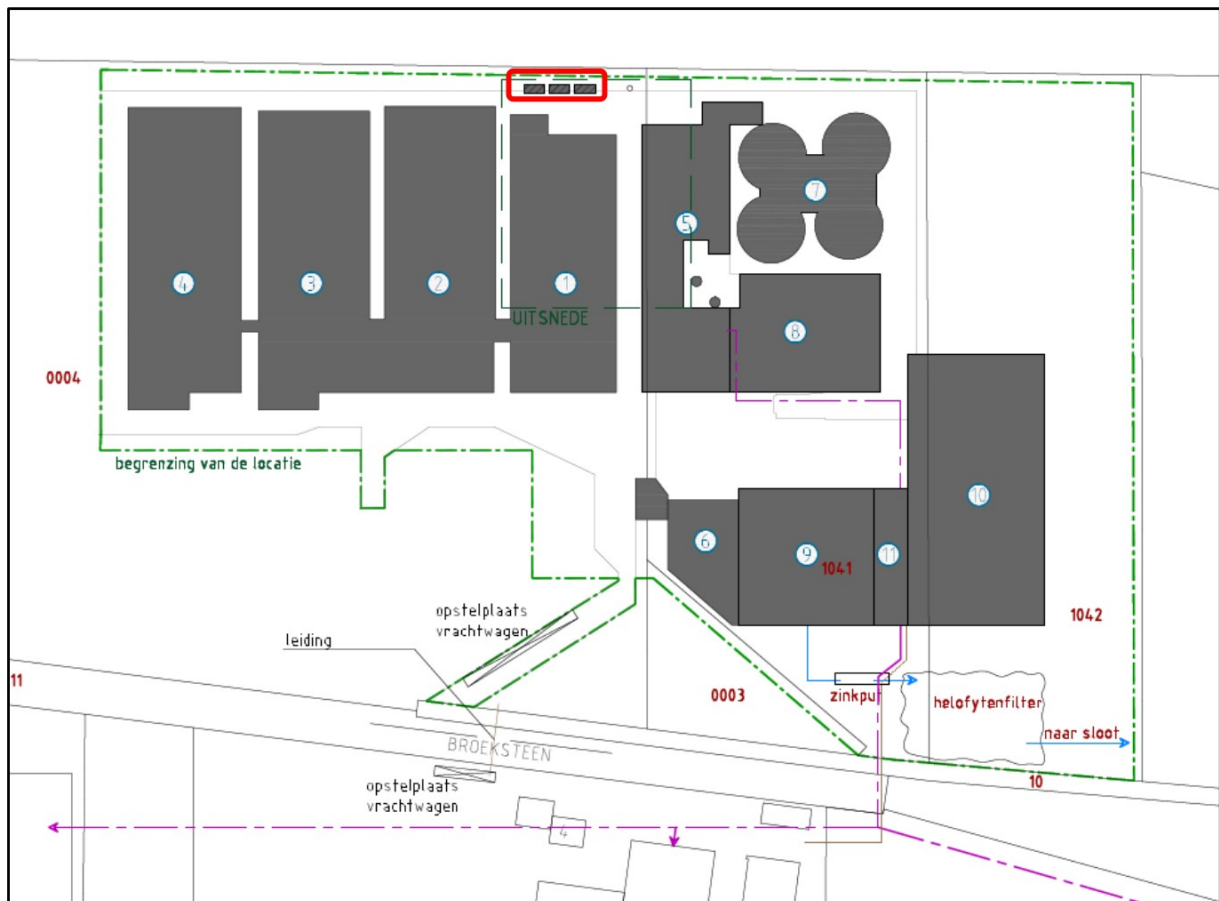 7
5
4
3
2
1
UITSNEDE
8
0004
begrenzing van de locatie
10
6
9
11
1041
opstelplaats
vrachtwagen
1042
leiding
11
0003
zinkput
helofytenfilter
naar sloot
BROEKSTEEN
opstelplaats
vrachtwagen
10
4